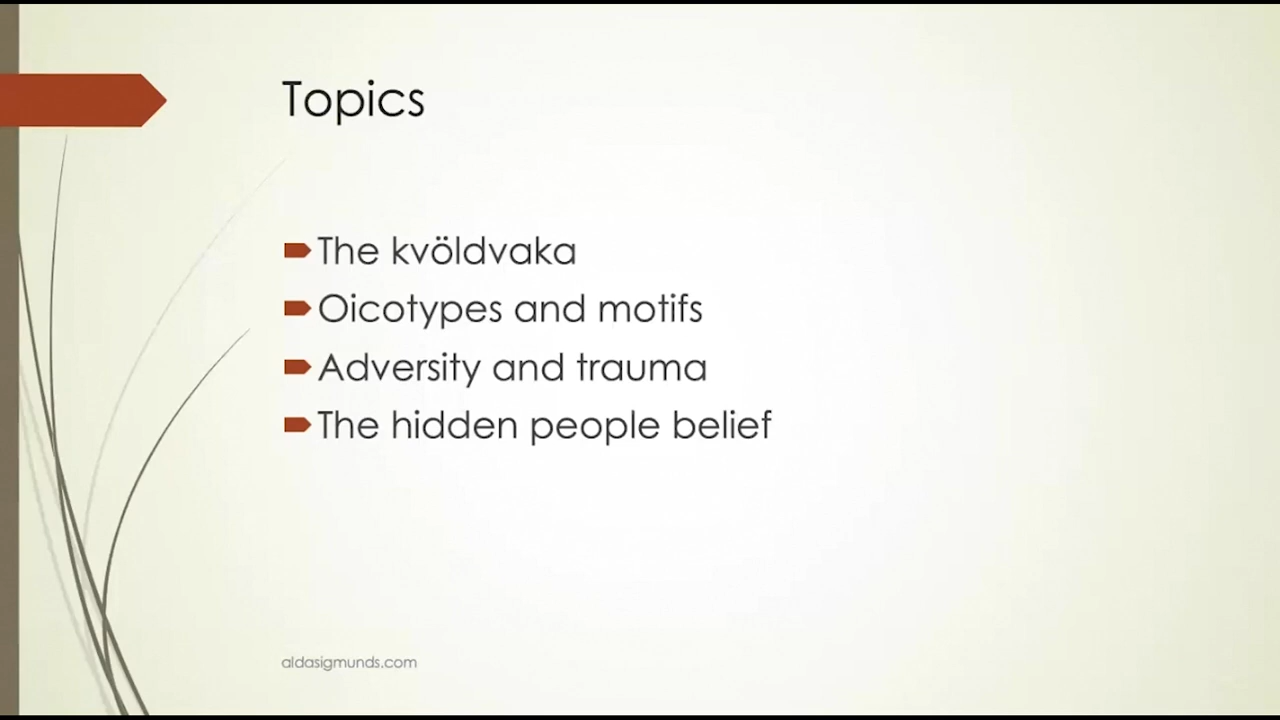 Topics
The kvöldvaka
Oicotypes and motifs
Adversity and trauma
The hidden people belief
aldasigmunds.com